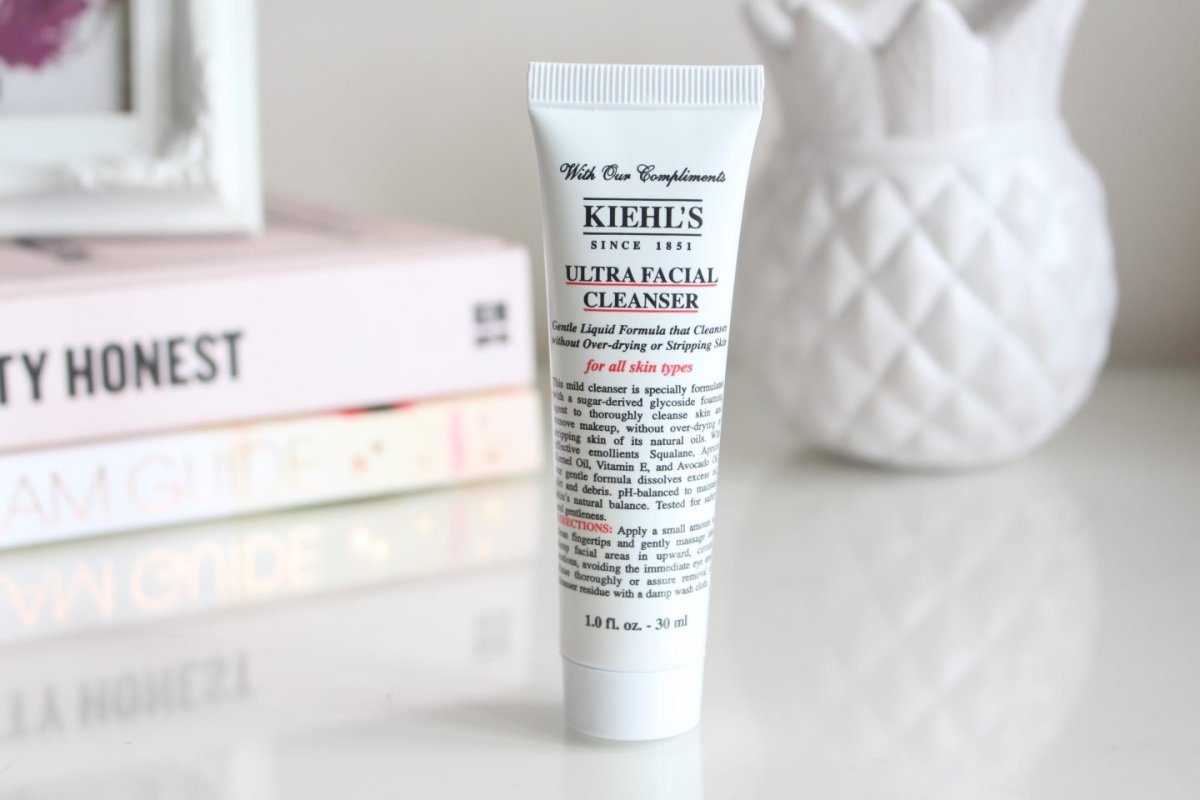 With Our Compliments
KIEHL'S
SINCE 1851
ULTRA FACIAL
CLEANSER
Gentle Liquid Formula that Cleanses
without Over-drying or Stripping Skin
for all skin types
This mild cleanser is specially formulated
with a sugar-derived glycoside foaming
agent to thoroughly cleanse skin and
remove makeup, without over-drying or
stripping skin of its natural oils. With
effective emollients Squalane, Apricot
Kernel Oil, Vitamin E, and Avocado Oil,
our gentle formula dissolves excess oil,
dirt and debris. pH-balanced to maintain
skin's natural balance. Tested for safety
and gentleness.
DIRECTIONS: Apply a small amount
fingertips and gently massage
damp facial areas in upward, circular
motions, avoiding the immediate eye area.
thoroughly or assure removal
cleanser residue with a damp wash cloth.
1.0 fl. oz. - 30 ml
TY HONEST
AM GUIDE